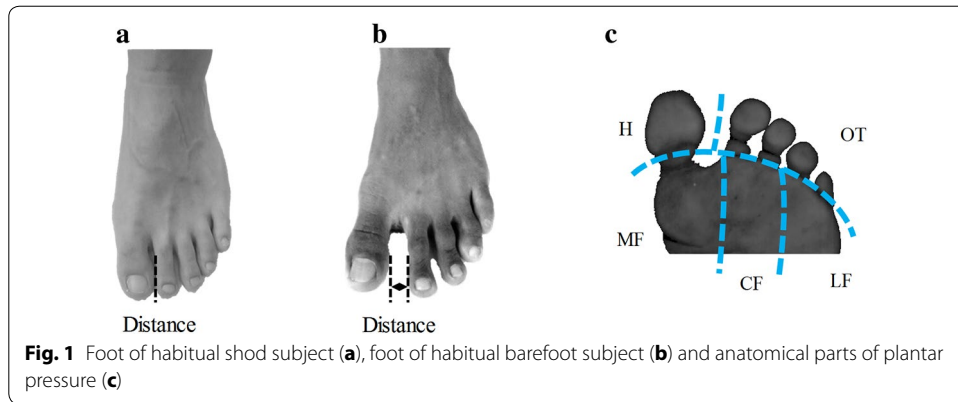 a
b
c
H
OT
MF
CF
LF
Distance
Distance
Fig. 1 Foot of habitual shod subject (a), foot of habitual barefoot subject (b) and anatomical parts of plantar
pressure (c)